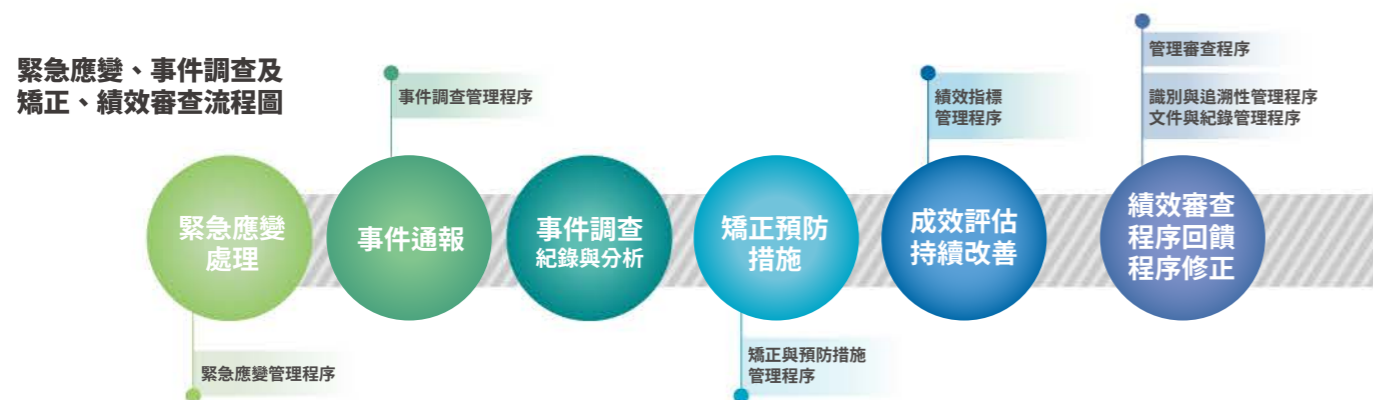 緊急應變、事件調查及
矯正、績效審查流程圖
事件調查管理程序
績效指標
管理程序
管理審查程序
識別與追溯性管理程序
文件與紀錄管理程序
緊急應變
處理
事件通報
事件調查
紀錄與分析
矯正預防
措施
成效評估
持續改善
績效審查
程序回饋
程序修正
緊急應變管理程序
矯正與預防措施
管理程序